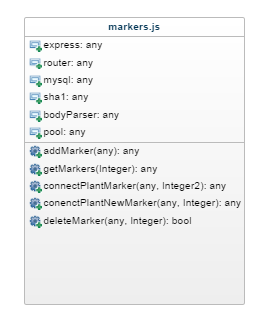 markers.js
express: any
router: any
mysql: any
sha1: any
bodyParser: any
pool: any
addMarker(any): any
getMarkers(Integer): any
connectPlantMarker(any, Integer2): any
conenctPlantNewMarker(any, Integer): any
deleteMarker(any, Integer): bool